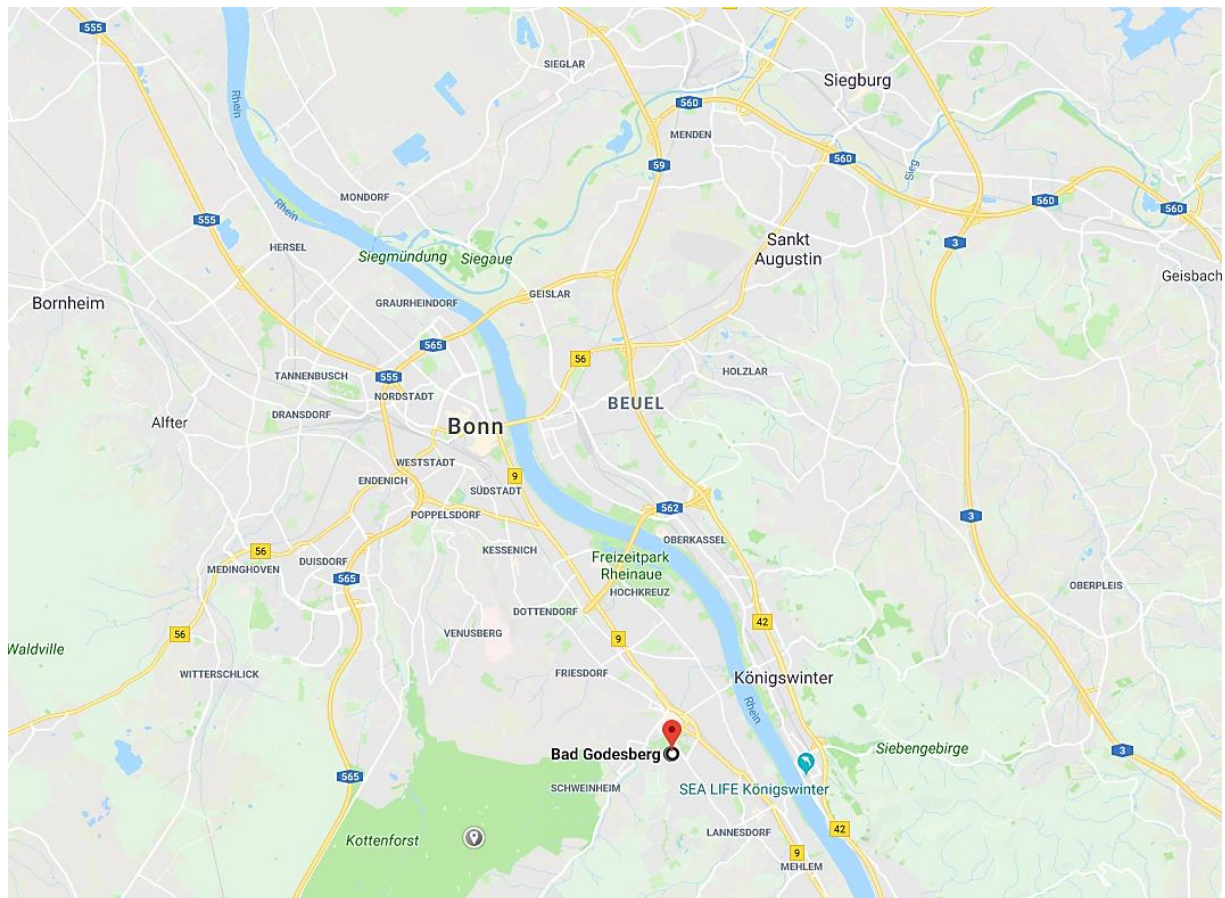 555
SIEGLAR
Siegburg
Rhein
560
MENDEN
59
560
Sieg
MONDORF
Rhein
555
560
560
HERSEL
Sankt
Augustin
3
Siegmündung
Siegaue
Geisbach
Bornheim
GRAURHEINDORF
GEISLAR
565
56
TANNENBUSCH
555
HOLZLAR
NORDSTADT
BEUEL
DRANSDORF
Alfter
Bonn
WESTSTADT
9
ENDENICH
SÜDSTADT
562
POPPELSDORF
3
OBERKASSEL
56
KESSENICH
Freizeitpark
Rheinaue
DUISDORF
MEDINGHOVEN
565
HOCHKREUZ
OBERPLEIS
DOTTENDORF
42
56
VENUSBERG
9
Waldville
WITTERSCHLICK
FRIESDORF
Königswinter
Rhein
Bad Godesberg
Siebengebirge
3
565
SCHWEINHEIM
SEA LIFE Königswinter
Kottenforst
LANNESDORF
42
9
MEHLEM